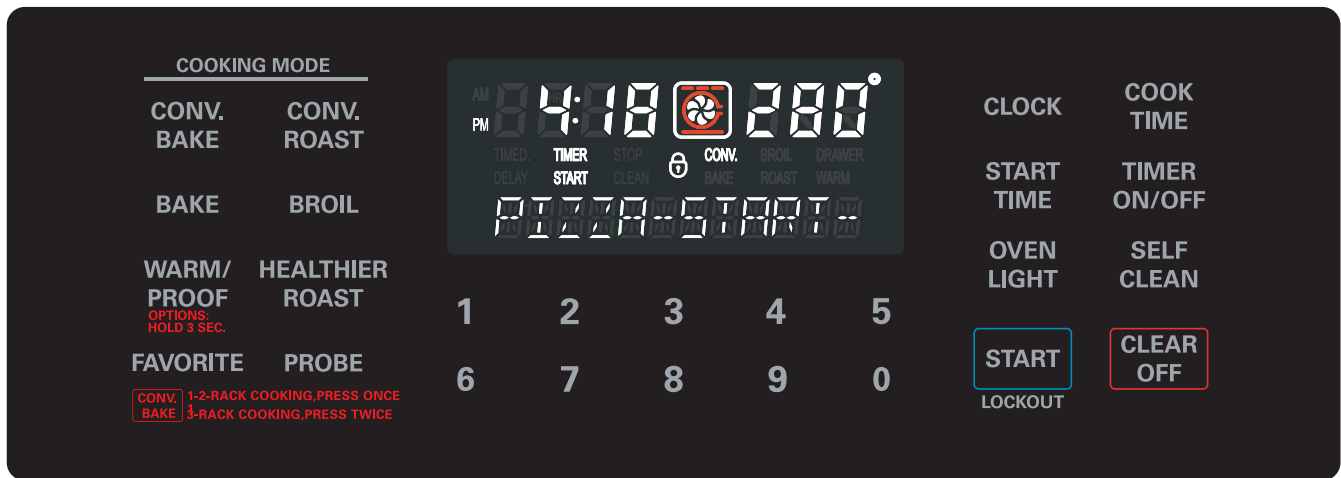 COOKING MODE
CONV.
BAKE
CONV.
ROAST
BAKE
BROIL
WARM/
PROOF
OPTIONS:
HOLD 3 SEC.
HEALTHIER
ROAST
FAVORITE
PROBE
CONV.
BAKE
1-2-RACK COOKING,PRESS ONCE
1
3-RACK COOKING,PRESS TWICE
AM
PM
HR
4:18
280°
TIMED.
DELAY
TIMER
START
STOP
CLEAN
CONV.
BAKE
BROIL
ROAST
DRAWER
WARM
PIZZA-START-
1 2 3 4 5
6 7 8 9 0
CLOCK
COOK
TIME
START
TIME
TIMER
ON/OFF
OVEN
LIGHT
SELF
CLEAN
START
LOCKOUT
CLEAR
OFF